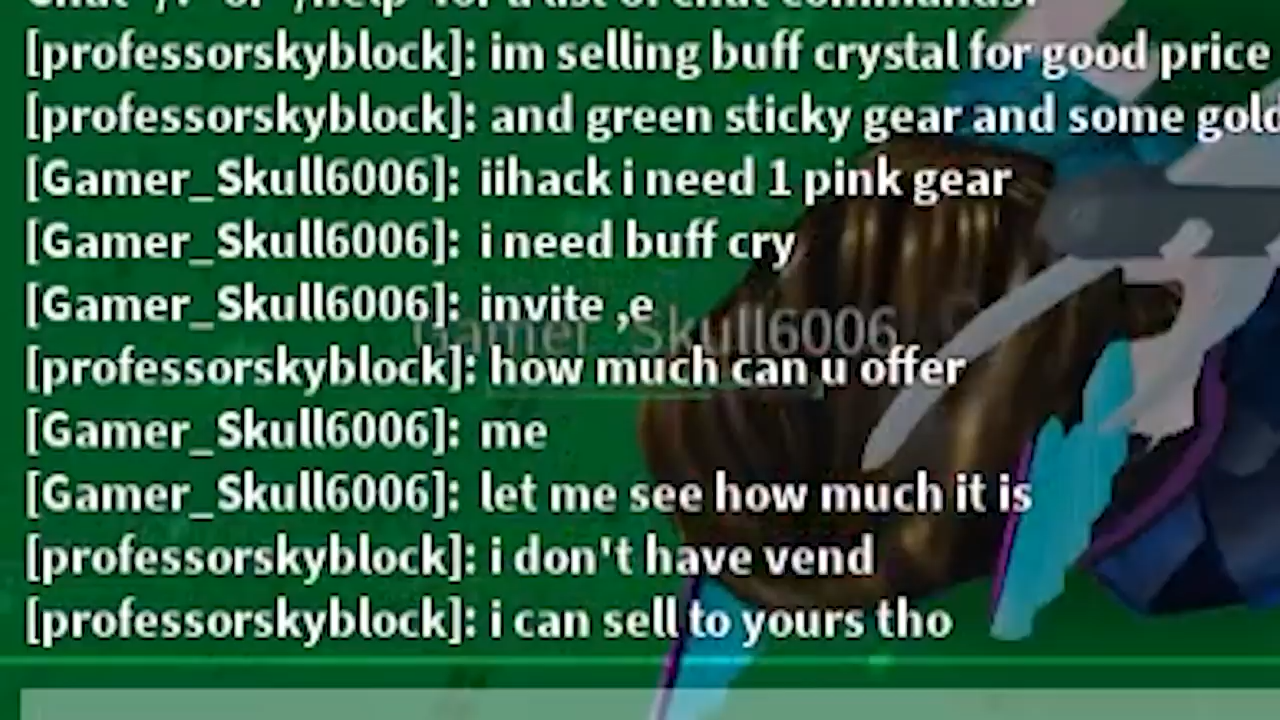 [professorskyblock]: im selling buff crystal for good price
[professorskyblock]: and green sticky gear and some gold
[Gamer_Skull6006]: iihack i need 1 pink gear
[Gamer_Skull6006]: i need buff cry
[Gamer_Skull6006]: invite ,e
Gamer_Skull6006
[professorskyblock]: how much can u offer
[Gamer_Skull6006]: me
[Gamer_Skull6006]: let me see how much it is
[professorskyblock]: i don't have vend
[professorskyblock]: i can sell to yours tho